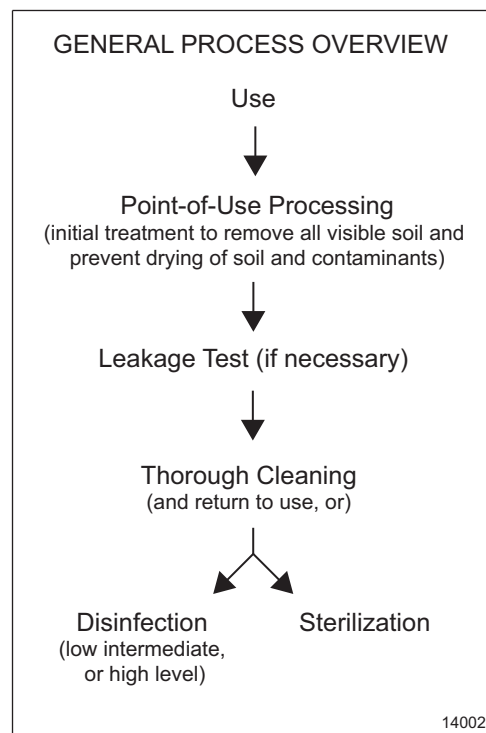 GENERAL PROCESS OVERVIEW
Use
Point-of-Use Processing
(initial treatment to remove all visible soil and
prevent drying of soil and contaminants)
Leakage Test (if necessary)
Thorough Cleaning
(and return to use, or)
Disinfection
(low intermediate,
or high level)
Sterilization
14002